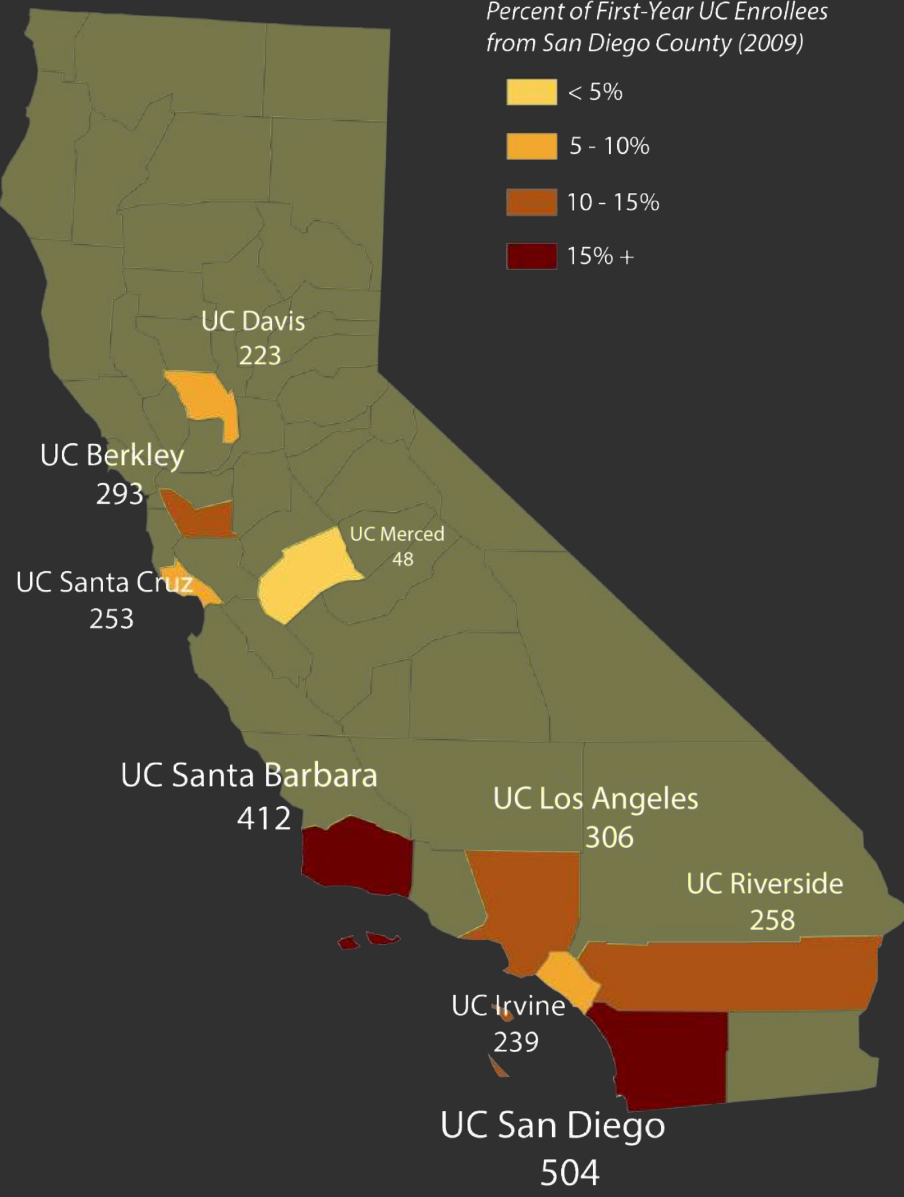 Percent of First-Year UC Enrollees
from San Diego County (2009)
< 5%
5 - 10%
10 - 15%
15% +
UC Davis
223
UC Berkley
293
UC Merced
48
UC Santa Cruz
253
UC Santa Barbara
412
UC Los Angeles
306
UC Riverside
258
UC Irvine
239
UC San Diego
504